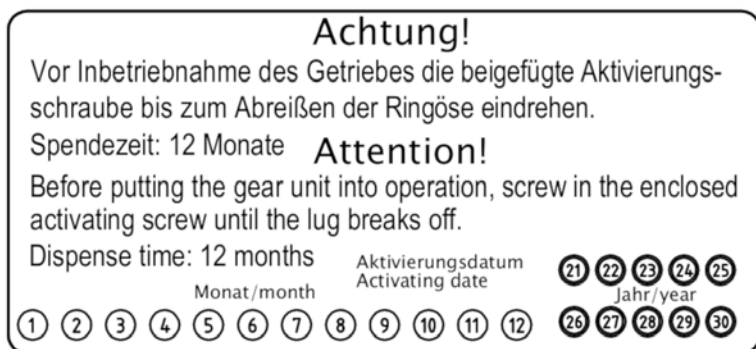 Achtung!
Vor Inbetriebnahme des Getriebes die beigefügte Aktivierungs-
schraube bis zum Abreißen der Ringöse eindrehen.
Spendezeit: 12 Monate
Attention!
Before putting the gear unit into operation, screw in the enclosed
activating screw until the lug breaks off.
Dispense time: 12 months
Aktivierungsdatum
Activating date
21 22 23 24 25
Monat/month
Jahr/year
1 2 3 4 5 6 7 8 9 10 11 12
26 27 28 29 30